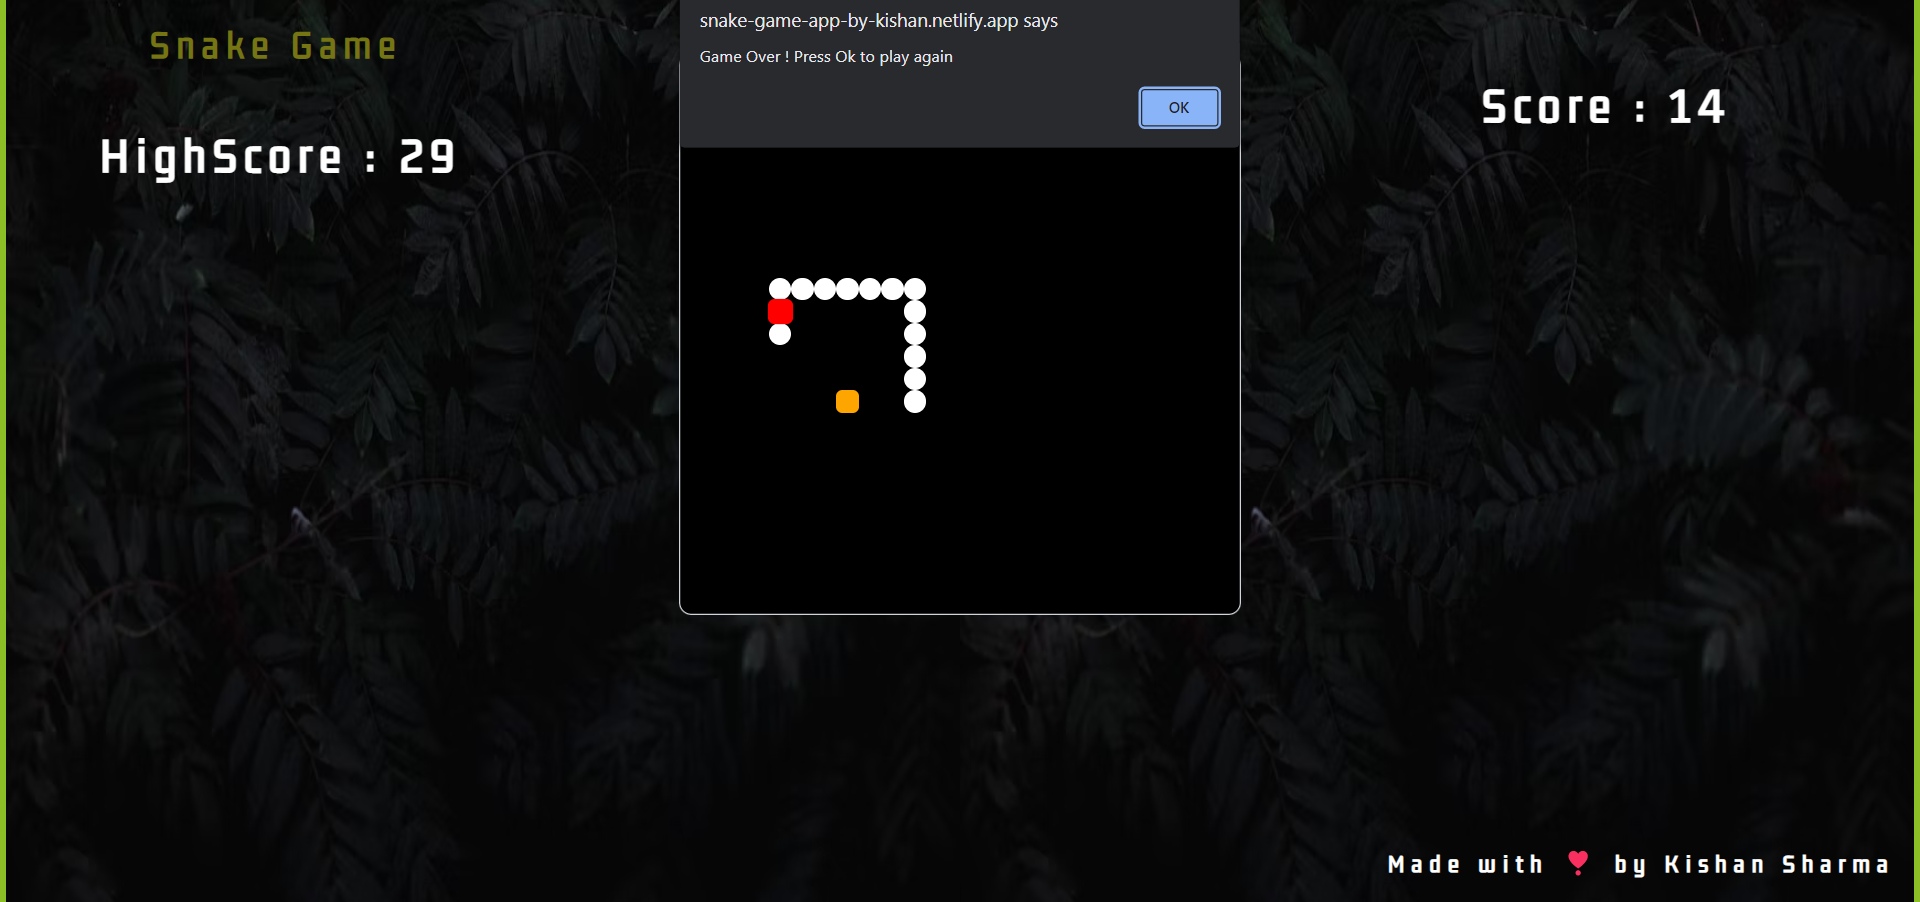 Snake Game
HighScore : 29
snake-game-app-by-kishan.netlify.app says
Game Over ! Press Ok to play again
OK
Score : 14
Made with ❣ by Kishan Sharma